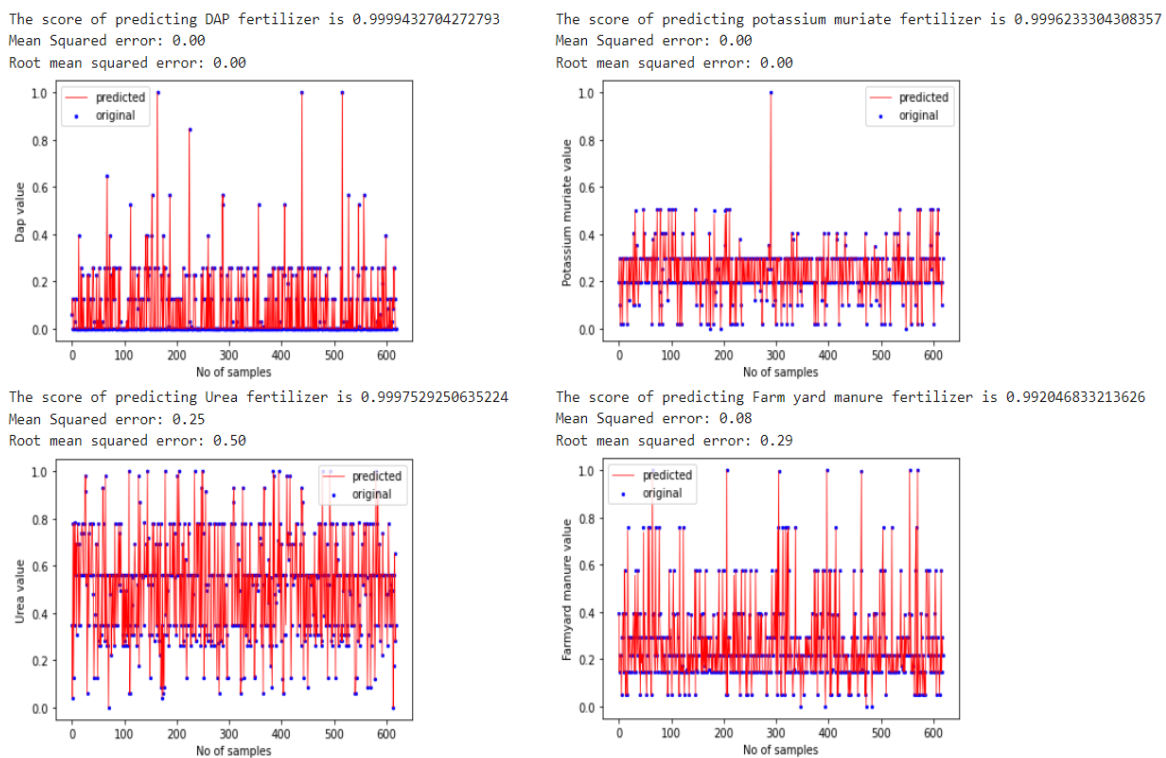 The score of predicting DAP fertilizer is 0.9999432704272793
Mean Squared error: 0.00
Root mean squared error: 0.00
1.0
0.8
0.6
0.4
0.2
0.0
Dap value
predicted
original
0 100 200 300 400 500 600
No of samples
The score of predicting potassium muriate fertilizer is 0.9996233304308357
Mean Squared error: 0.00
Root mean squared error: 0.00
1.0
0.8
0.6
0.4
0.2
0.0
Potassium muriate value
predicted
original
0 100 200 300 400 500 600
No of samples
The score of predicting Urea fertilizer is 0.9997529250635224
Mean Squared error: 0.25
Root mean squared error: 0.50
1.0
0.8
0.6
0.4
0.2
0.0
Urea value
predicted
original
0 100 200 300 400 500 600
No of samples
The score of predicting Farm yard manure fertilizer is 0.992046833213626
Mean Squared error: 0.08
Root mean squared error: 0.29
1.0
0.8
0.6
0.4
0.2
0.0
Farmyard manure value
predicted
original
0 100 200 300 400 500 600
No of samples